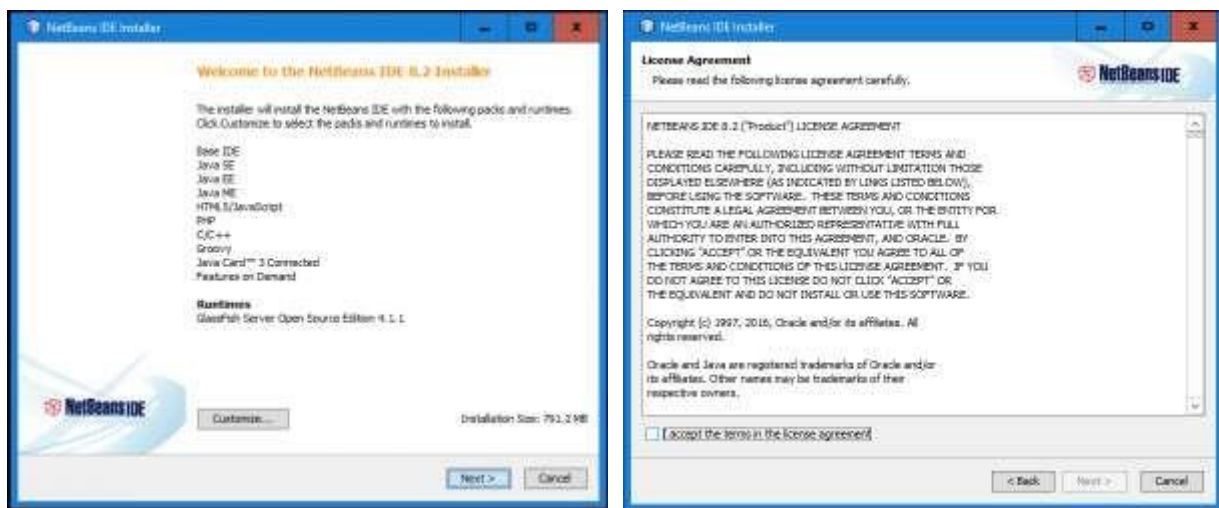 NetBeans IDE Installer
Welcome to the NetBeans IDE 8.2 Installer
The installer will install the NetBeans IDE with the following packs and runtimes.
Click Customize to select the packs and runtimes to install.
Base IDE
Java SE
Java EE
Java ME
HTML5/JavaScript
PHP
C/C++
Groovy
Java Card™ 3 Connected
Features on Demand
Runtimes
GlassFish Server Open Source Edition 4.1.1
NetBeans IDE
Customize...
Installation Size: 791.2 MB
Next >
Cancel
NetBeans IDE Installer
License Agreement
Please read the following license agreement carefully.
NetBeans IDE
NETBEANS IDE 8.2 ("Product") LICENSE AGREEMENT
PLEASE READ THE FOLLOWING LICENSE AGREEMENT TERMS AND
CONDITIONS CAREFULLY, INCLUDING WITHOUT LIMITATION THOSE
DISPLAYED ELSEWHERE (AS INDICATED BY LINKS LISTED BELOW),
BEFORE USING THE SOFTWARE. THESE TERMS AND CONDITIONS
CONSTITUTE A LEGAL AGREEMENT BETWEEN YOU, OR THE ENTITY FOR
WHICH YOU ARE AN AUTHORIZED REPRESENTATIVE WITH FULL
AUTHORITY TO ENTER INTO THIS AGREEMENT, AND ORACLE. BY
CLICKING "ACCEPT" OR THE EQUIVALENT YOU AGREE TO ALL OF
THE TERMS AND CONDITIONS OF THIS LICENSE AGREEMENT. IF YOU
DO NOT AGREE TO THIS LICENSE DO NOT CLICK "ACCEPT" OR
THE EQUIVALENT AND DO NOT INSTALL OR USE THIS SOFTWARE.
Copyright (c) 1997, 2016, Oracle and/or its affiliates. All
rights reserved.
Oracle and Java are registered trademarks of Oracle and/or
its affiliates. Other names may be trademarks of their
respective owners.
I accept the terms in the license agreement
< Back
Next >
Cancel